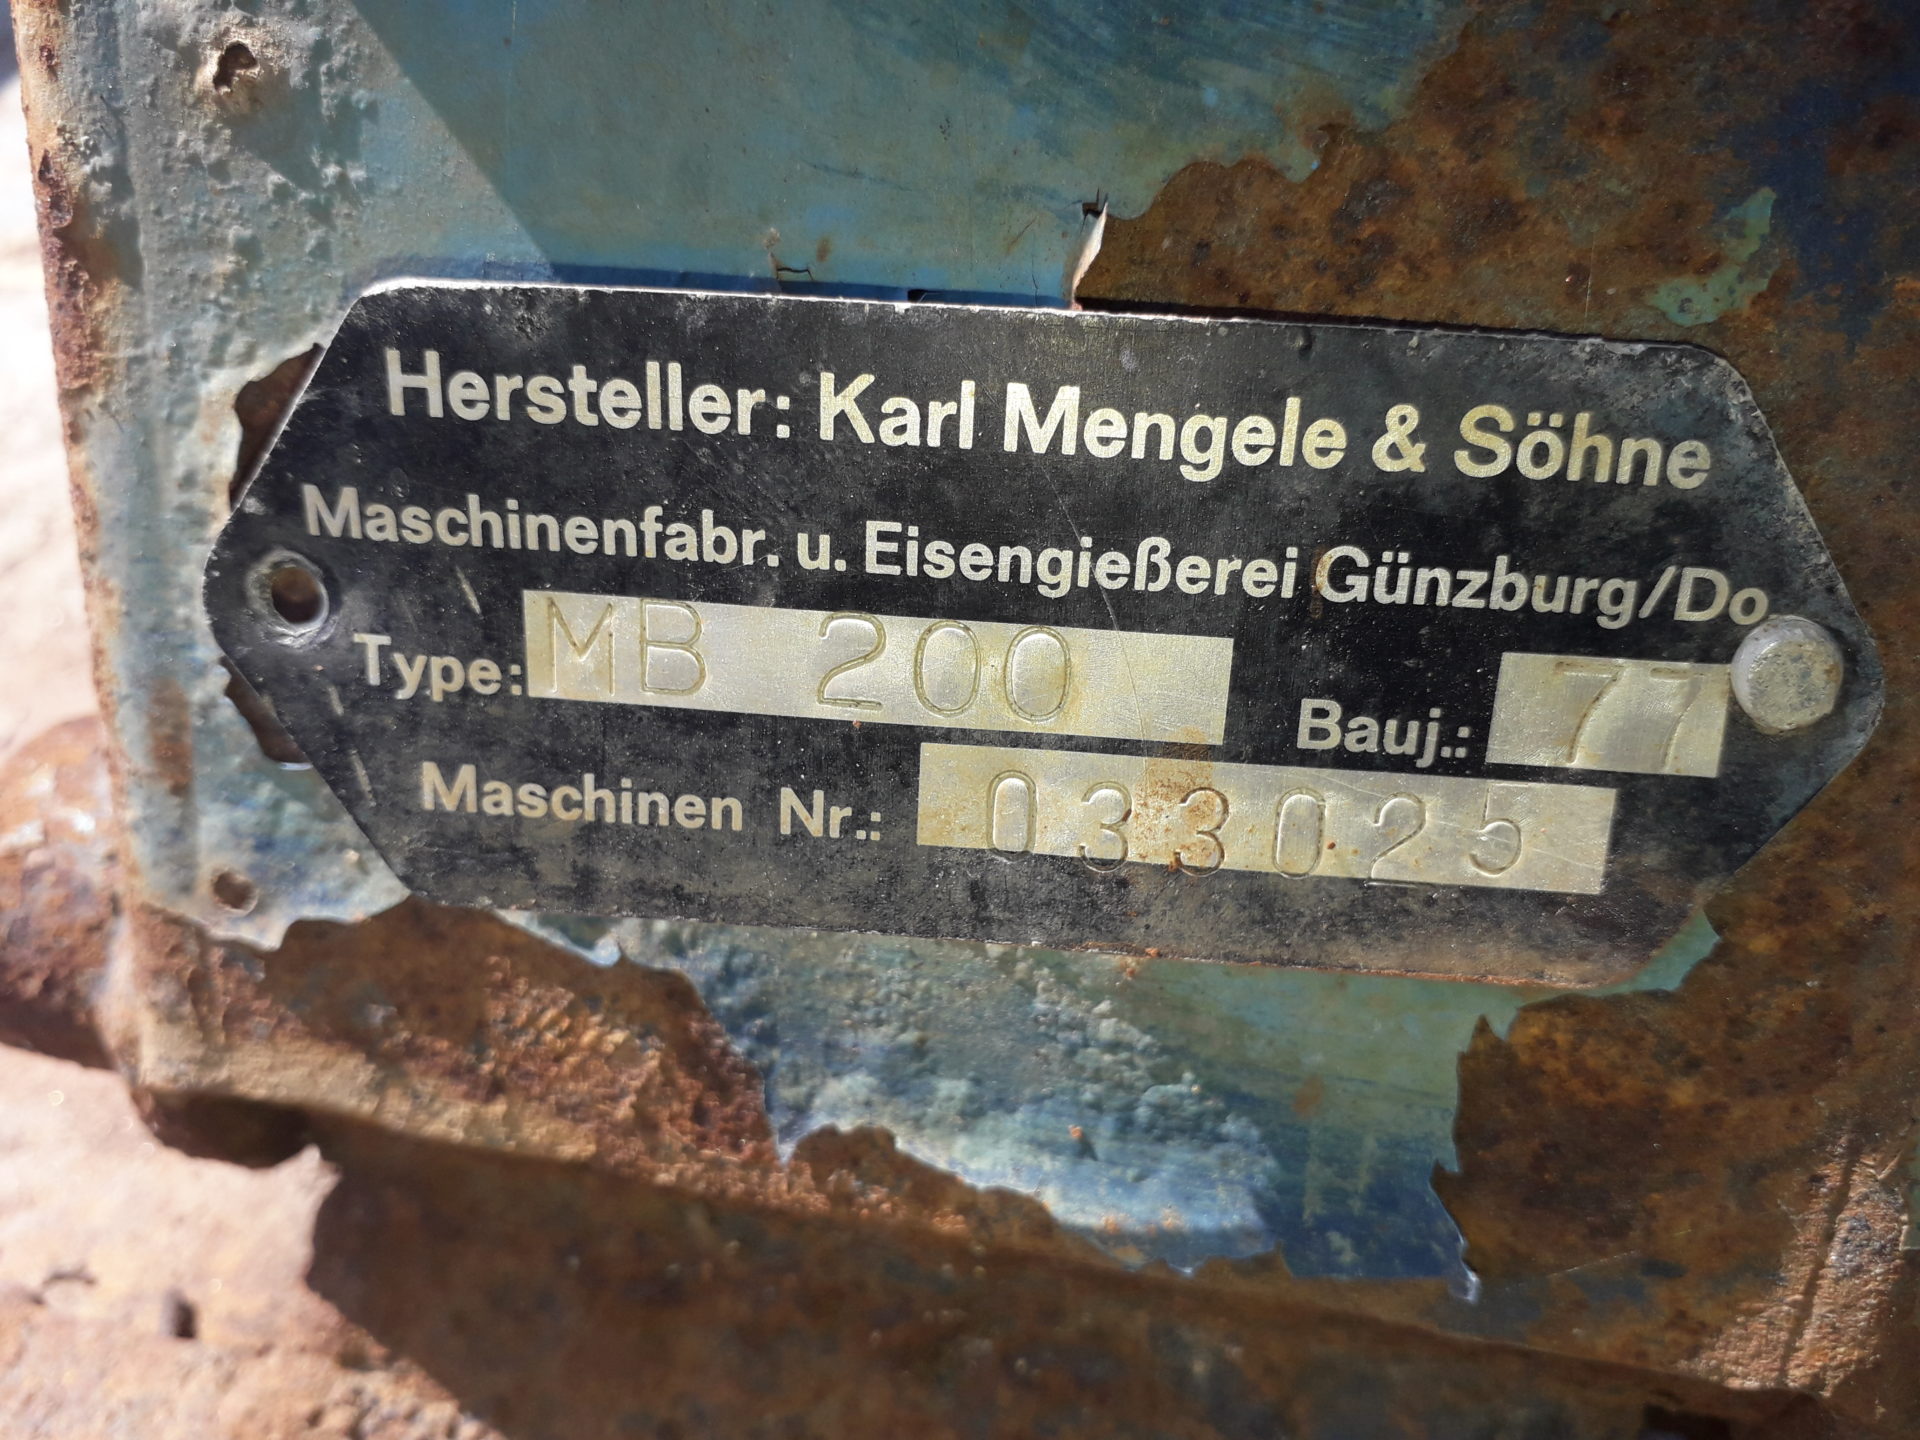 Hersteller: Karl Mengele & Söhne
Maschinenfabr. u. Eisengießerei Günzburg/Do
Type: MB 200 Bauj.: 77
Maschinen Nr.: 033025